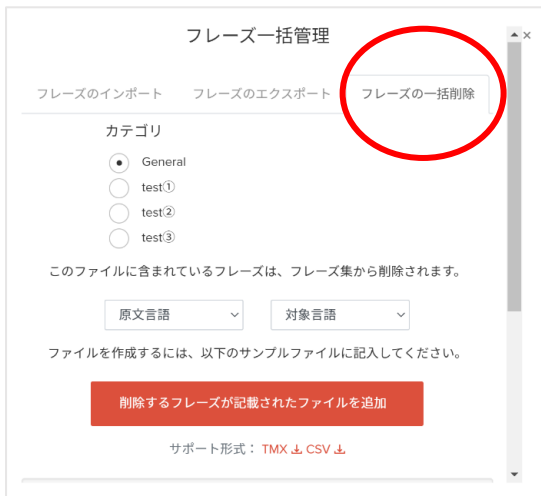 フレーズ一括管理
フレーズのインポート フレーズのエクスポート フレーズの一括削除
カテゴリ
General
test①
test②
test③
このファイルに含まれているフレーズは、フレーズ集から削除されます。
原文言語 対象言語
ファイルを作成するには、以下のサンプルファイルに記入してください。
削除するフレーズが記載されたファイルを追加
サポート形式： TMX CSV